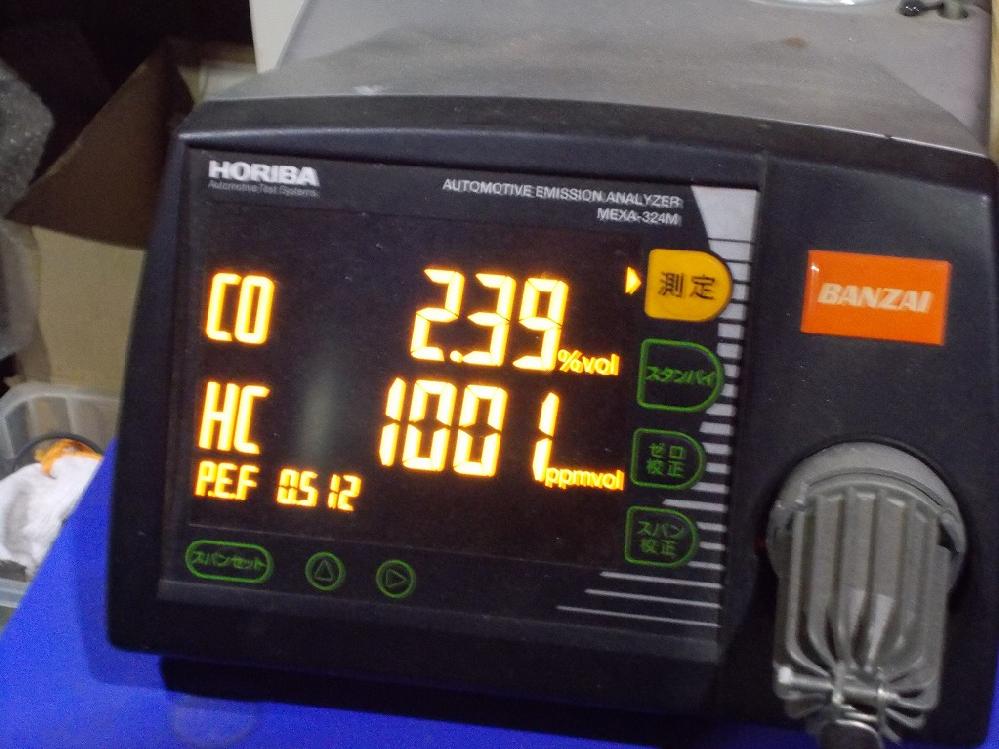 HORIBA
Automotive Test Systems
AUTOMOTIVE EMISSION ANALYZER
MEXA-324M
測定
BANZAI
CO 2.39 %vol
スタンバイ
HC 1001 ppmvol
ゼロ
校正
P.E.F 0.512
スパン
校正
スパンセット